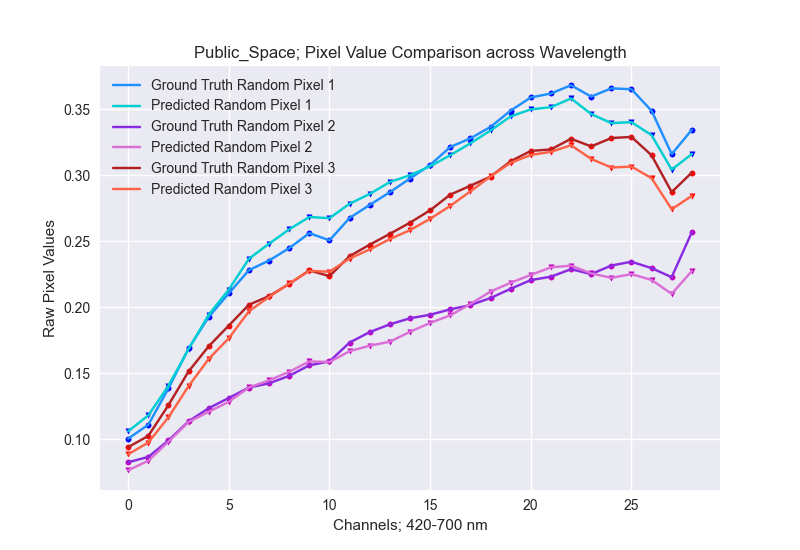 Public_Space; Pixel Value Comparison across Wavelength
Ground Truth Random Pixel 1
Predicted Random Pixel 1
Ground Truth Random Pixel 2
Predicted Random Pixel 2
Ground Truth Random Pixel 3
Predicted Random Pixel 3
Raw Pixel Values
0.35
0.30
0.25
0.20
0.15
0.10
0 5 10 15 20 25
Channels; 420-700 nm